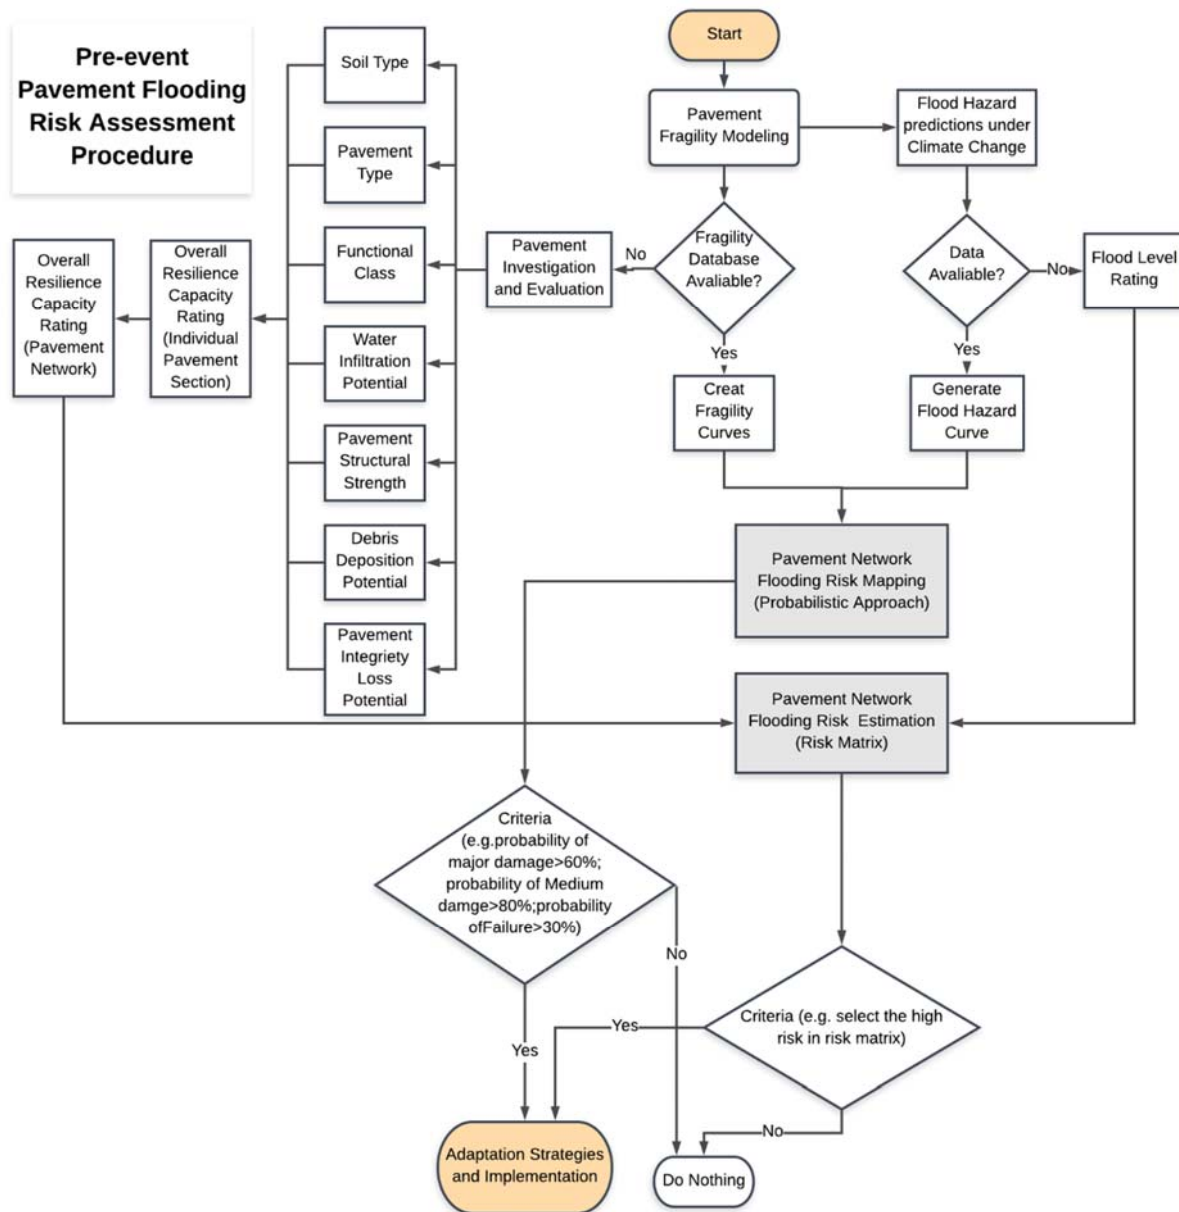 Pre-event
Pavement Flooding
Risk Assessment
Procedure
Start
Soil Type
Pavement
Fragility Modeling
Flood Hazard
predictions under
Climate Change
Pavement
Type
Overall
Resilience
Capacity
Rating
(Pavement
Network)
Overall
Resilience
Capacity
Rating
(Individual
Pavement
Section)
Functional
Class
Pavement
Investigation
and Evaluation
No
Fragility
Database
Avaliable?
Data
Avaliable?
No
Flood Level
Rating
Water
Infiltration
Potential
Yes
Yes
Creat
Fragility
Curves
Generate
Flood Hazard
Curve
Pavement
Structural
Strength
Debris
Deposition
Potential
Pavement Network
Flooding Risk Mapping
(Probabilistic Approach)
Pavement
Integriety
Loss
Potential
Pavement Network
Flooding Risk Estimation
(Risk Matrix)
Criteria
(e.g.probability of
major damage>60%;
probability of Medium
damge>80%;probability
ofFailure>30%)
No
Criteria (e.g. select the high
risk in risk matrix)
Yes
Yes
No
Adaptation Strategies
and Implementation
Do Nothing